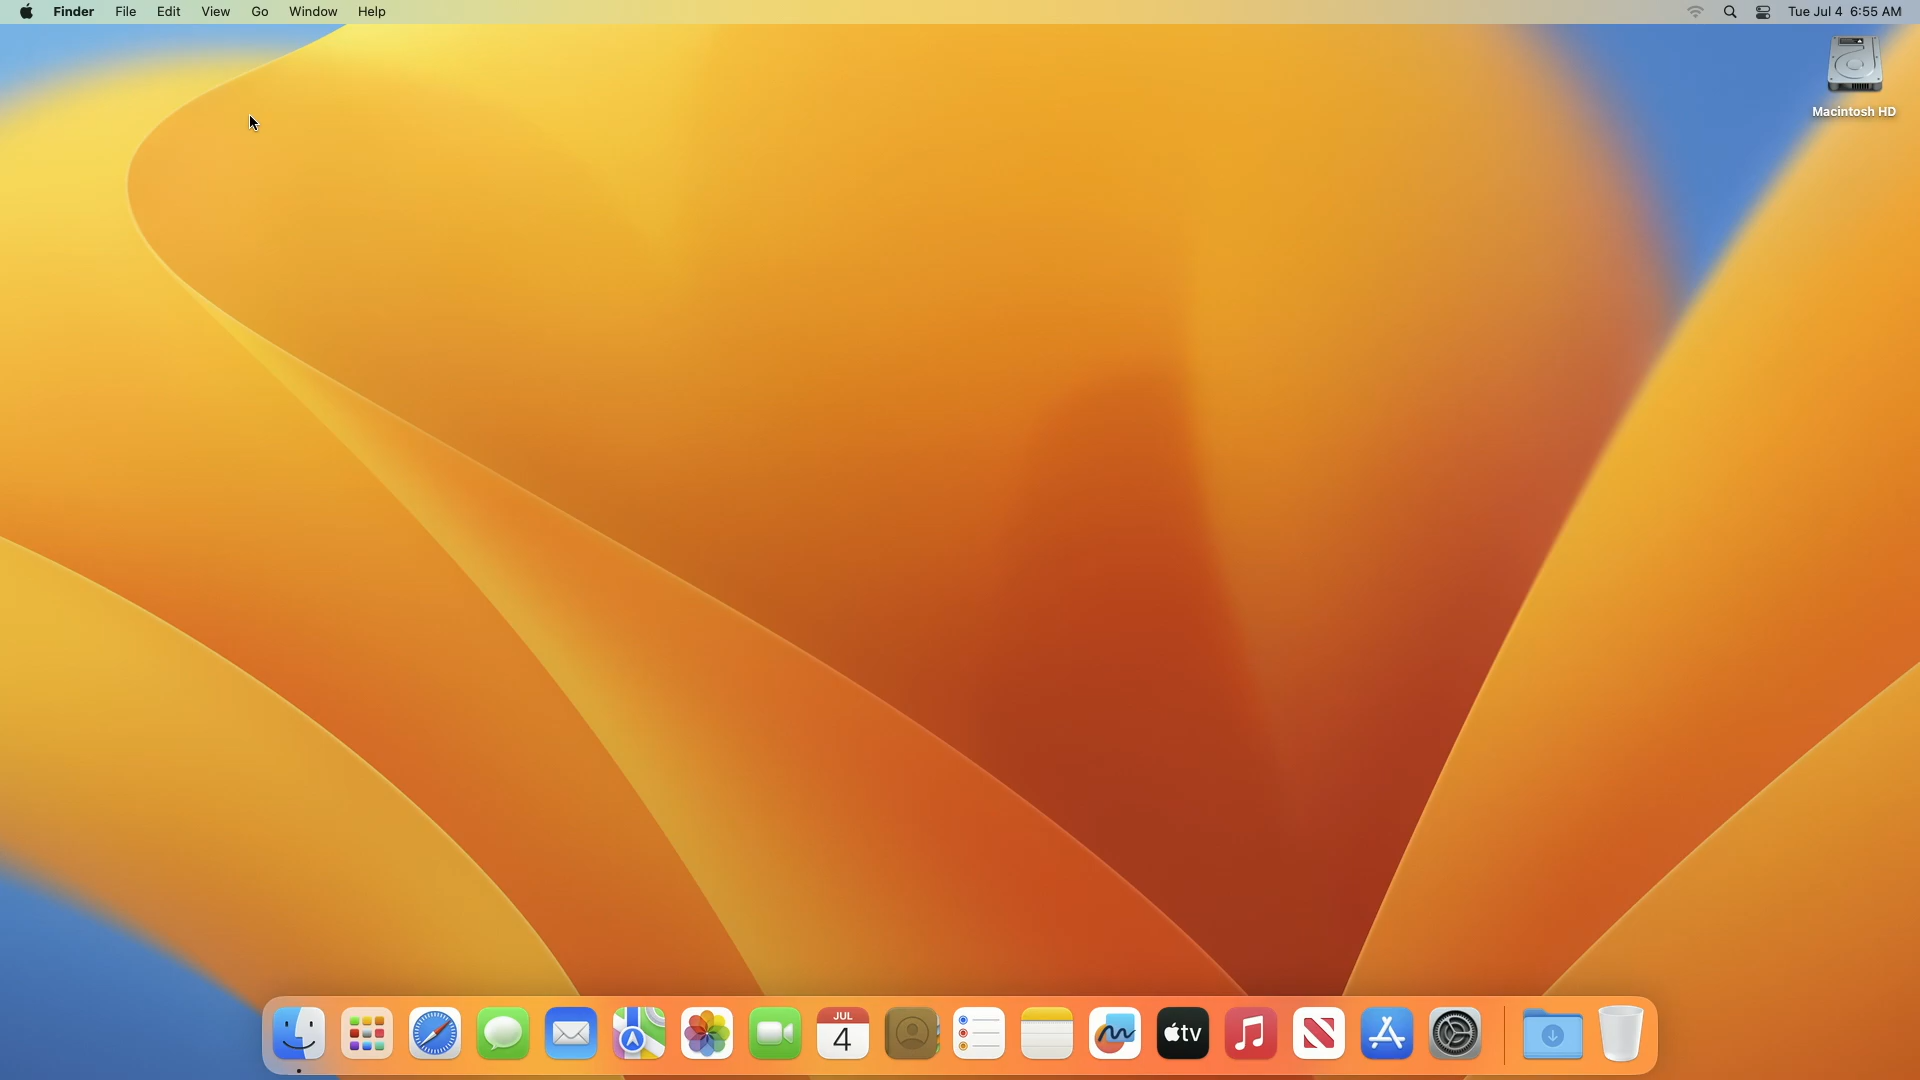 Finder File Edit View Go Window Help Tue Jul 4 6:55 AM
Macintosh HD
JUL
4
tv